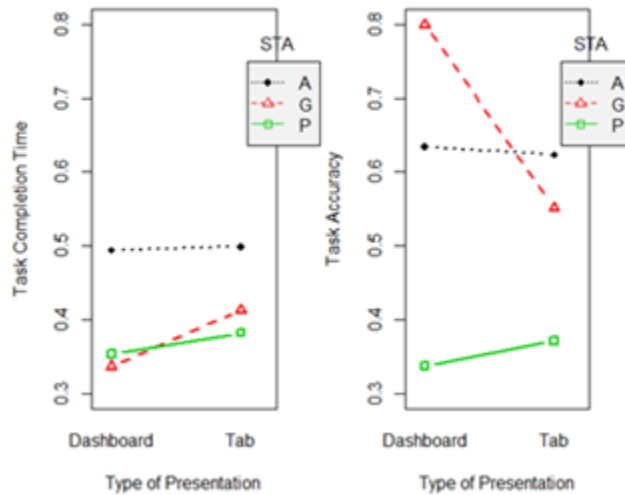 Task Completion Time
0.8
0.7
0.6
0.5
0.4
0.3
STA
A
G
P
Dashboard Tab
Type of Presentation
Task Accuracy
0.8
0.7
0.6
0.5
0.4
0.3
STA
A
G
P
Dashboard Tab
Type of Presentation